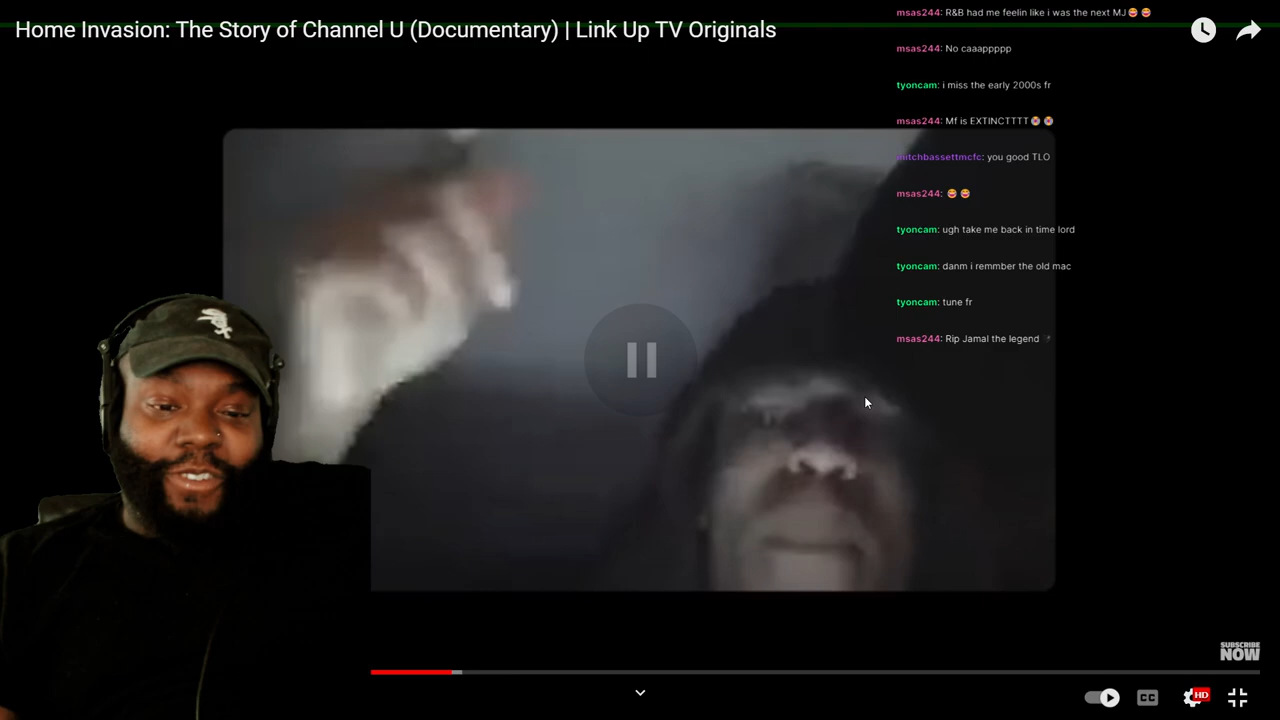 Home Invasion: The Story of Channel U (Documentary) | Link Up TV Originals
msas244: R&B had me feelin like i was the next MJ😂 😂
msas244: No caaappppp
tyoncam: i miss the early 2000s fr
msas244: Mf is EXTINCTTTT
mitchbassettmcfc: you good TLO
msas244: 😂 😂
tyoncam: ugh take me back in time lord
tyoncam: danm i remmber the old mac
tyoncam: tune fr
msas244: Rip Jamal the legend
SUBSCRIBE
NOW
CC
HD